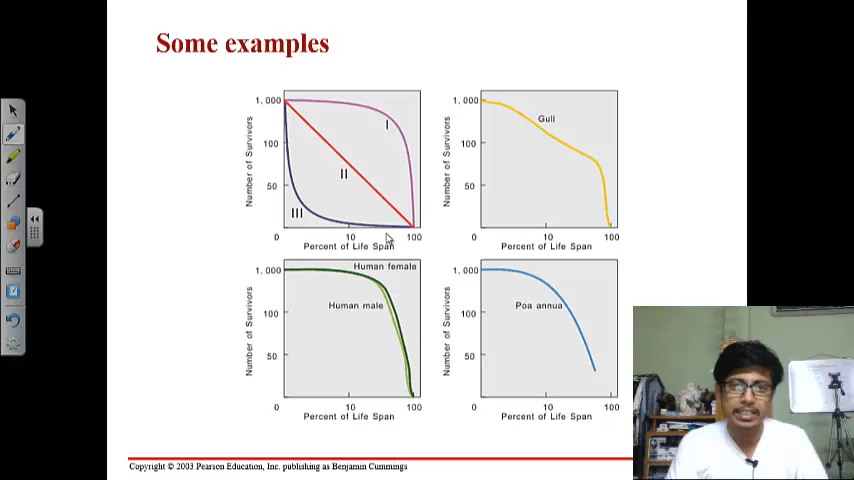 Some examples
1,000
100
50
0
10
100
Number of Survivors
Percent of Life Span
I
II
III
1,000
100
50
0
10
100
Number of Survivors
Percent of Life Span
Gull
1,000
100
50
0
10
100
Number of Survivors
Percent of Life Span
Human female
Human male
1,000
100
50
0
10
100
Number of Survivors
Percent of Life Span
Poa annua
Copyright © 2003 Pearson Education, Inc. publishing as Benjamin Cummings